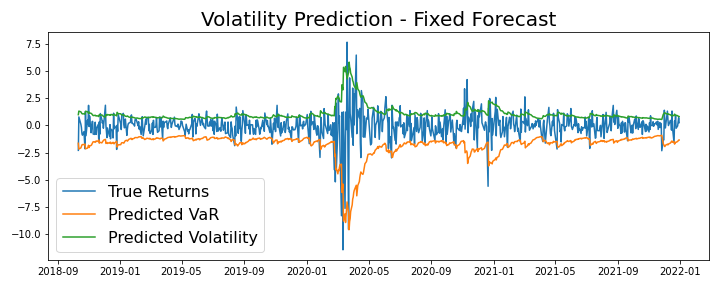 Volatility Prediction - Fixed Forecast
7.5
5.0
2.5
0.0
−2.5
−5.0
−7.5
−10.0
True Returns
Predicted VaR
Predicted Volatility
2018-09 2019-01 2019-05 2019-09 2020-01 2020-05 2020-09 2021-01 2021-05 2021-09 2022-01